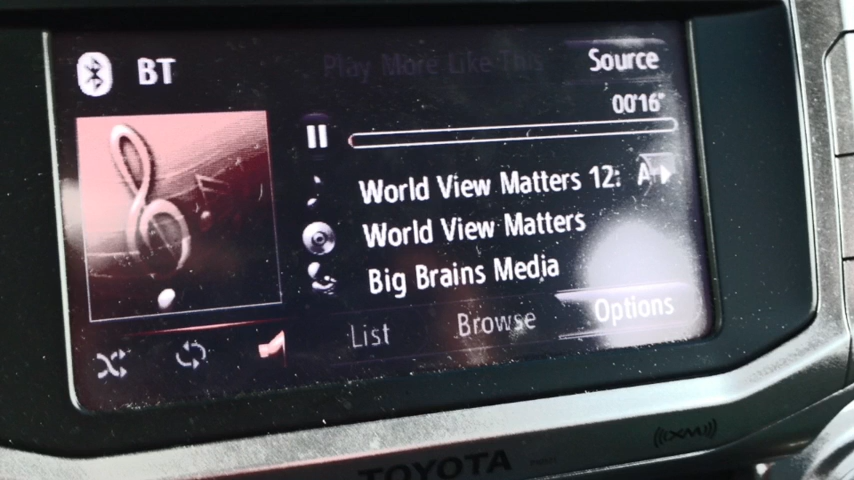 BT
Play More Like This
Source
00'16"
World View Matters 12: A
World View Matters
Big Brains Media
List
Browse
Options
((XM))
TOYOTA